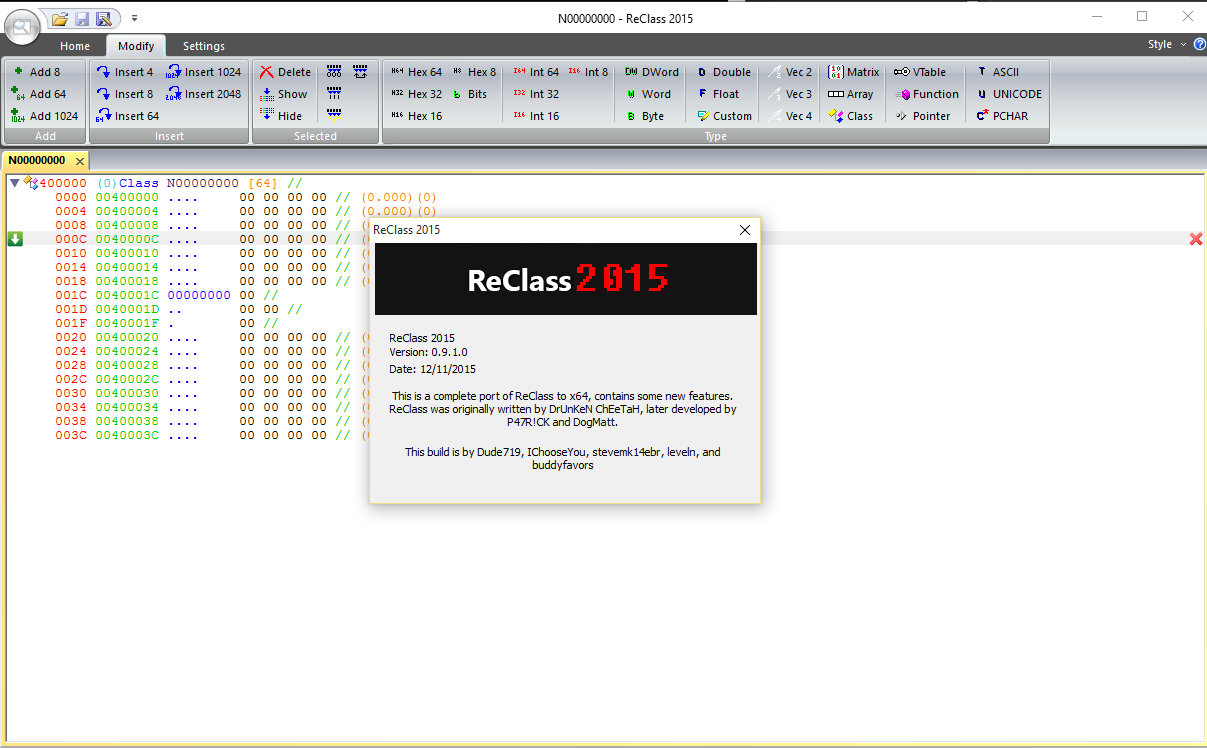 N00000000 - ReClass 2015
Home Modify Settings Style
Add 8 Insert 4 Insert 1024 Delete Hex 64 Hex 8 Int 64 Int 8 DWord Double Vec 2 Matrix VTable ASCII
Add 64 Insert 8 Insert 2048 Show Hex 32 Bits Int 32 Word Float Vec 3 Array Function UNICODE
Add 1024 Insert 64 Hide Hex 16 Int 16 Byte Custom Vec 4 Class Pointer PCHAR
Add Insert Selected Type
N00000000
400000 (0)Class N00000000 [64] //
0000 00400000 .... 00 00 00 00 // (0.000)(0)
0004 00400004 .... 00 00 00 00 // (0.000)(0)
0008 00400008 .... 00 00 00 00 // (
000C 0040000C .... 00 00 00 00 // (
0010 00400010 .... 00 00 00 00 // (
0014 00400014 .... 00 00 00 00 // (
0018 00400018 .... 00 00 00 00 // (
001C 0040001C 00000000 00 //
001D 0040001D .. 00 00 //
001F 0040001F . 00 //
0020 00400020 .... 00 00 00 00 // (
0024 00400024 .... 00 00 00 00 // (
0028 00400028 .... 00 00 00 00 // (
002C 0040002C .... 00 00 00 00 // (
0030 00400030 .... 00 00 00 00 // (
0034 00400034 .... 00 00 00 00 // (
0038 00400038 .... 00 00 00 00 // (
003C 0040003C .... 00 00 00 00 // (
ReClass 2015
ReClass 2015
ReClass 2015
Version: 0.9.1.0
Date: 12/11/2015
This is a complete port of ReClass to x64, contains some new features.
ReClass was originally written by DrUnKeN ChEeTaH, later developed by
P47R!CK and DogMatt.
This build is by Dude719, IChooseYou, stevemk14ebr, leveln, and
buddyfavors